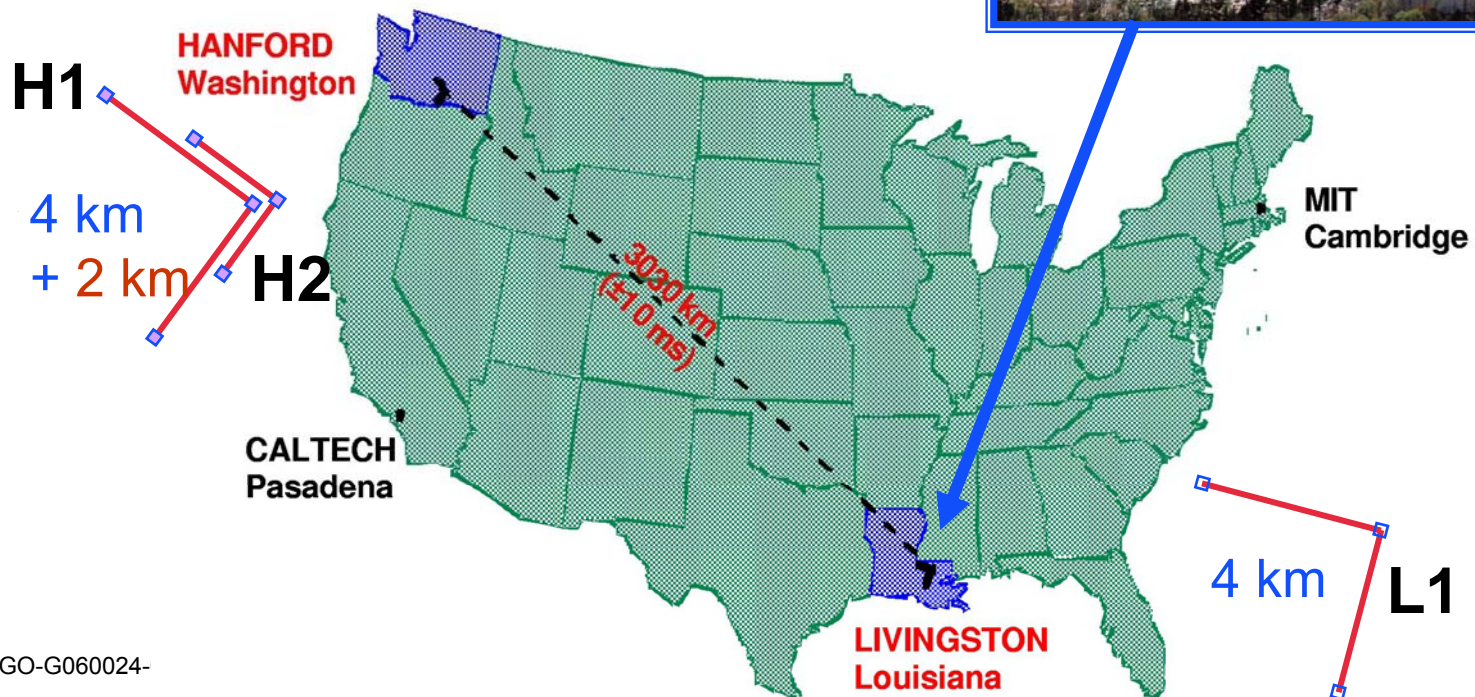 HANFORD
Washington
H1
4 km
+ 2 km
H2
3030 km
(±10 ms)
MIT
Cambridge
CALTECH
Pasadena
4 km
L1
LIVINGSTON
Louisiana
GO-G060024-